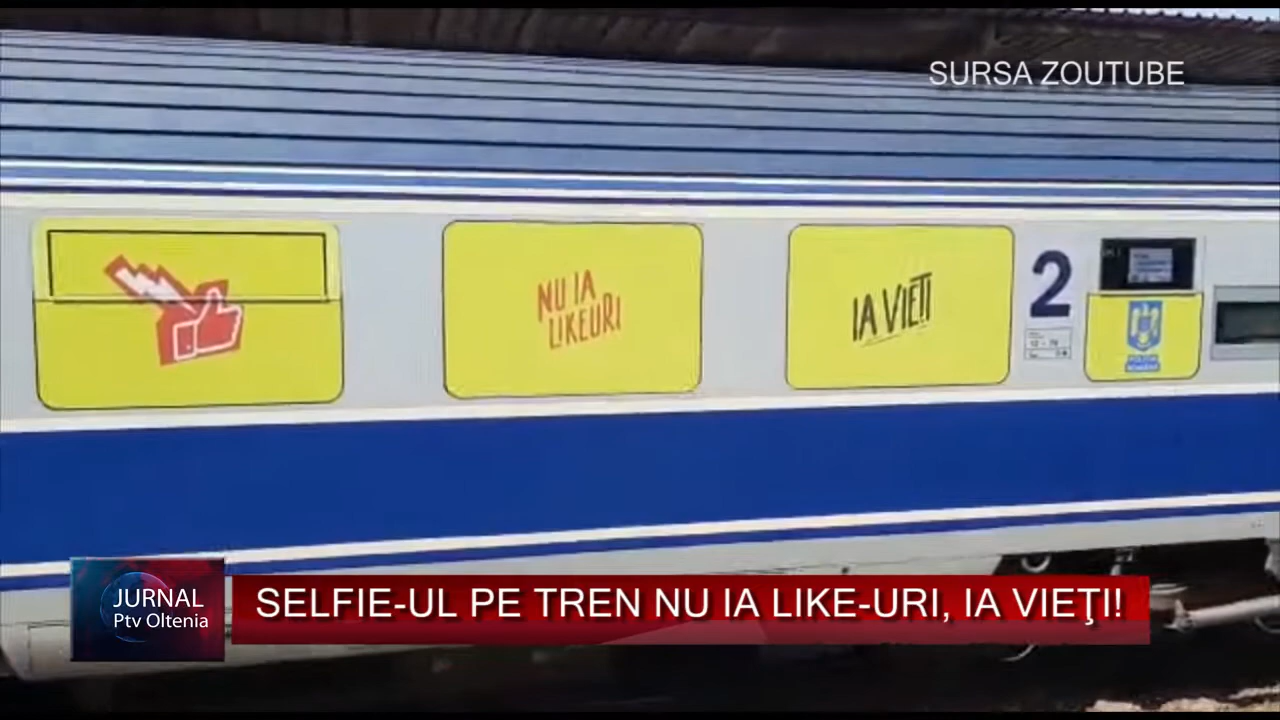 SURSA ZOUTUBE
NU IA
LIKEURI
IA VIEȚI
2
JURNAL
Ptv Oltenia
SELFIE-UL PE TREN NU IA LIKE-URI, IA VIEŢI!